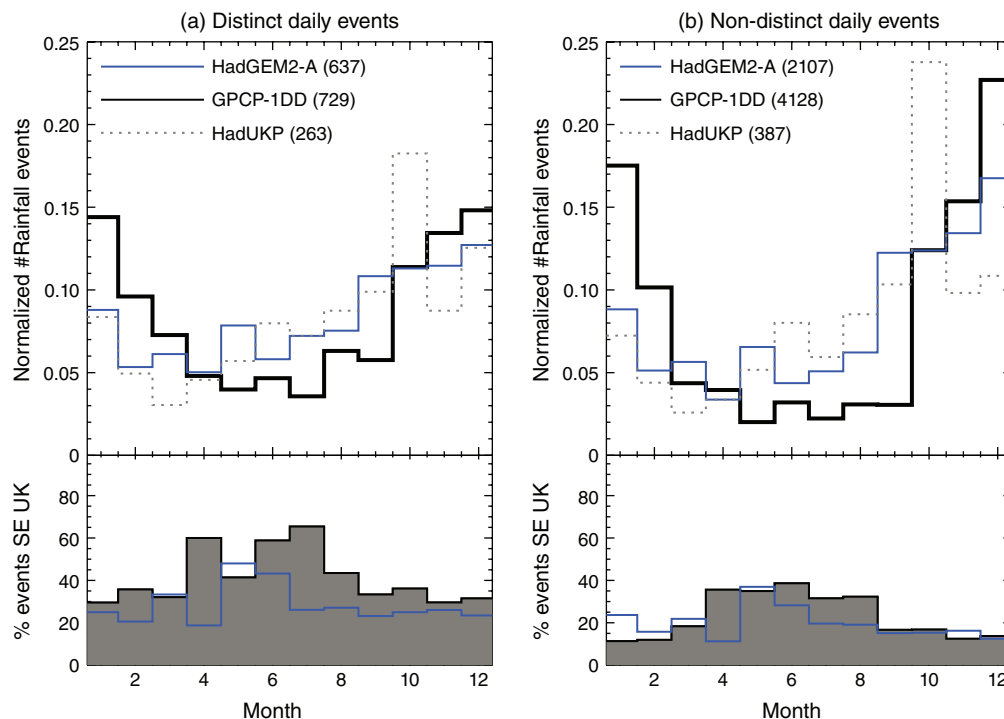 (a) Distinct daily events
0.25
0.20
0.15
0.10
0.05
0
Normalized #Rainfall events
HadGEM2-A (637)
GPCP-1DD (729)
HadUKP (263)
80
60
40
20
0
% events SE UK
2 4 6 8 10 12
Month
(b) Non-distinct daily events
0.25
0.20
0.15
0.10
0.05
0
Normalized #Rainfall events
HadGEM2-A (2107)
GPCP-1DD (4128)
HadUKP (387)
80
60
40
20
0
% events SE UK
2 4 6 8 10 12
Month